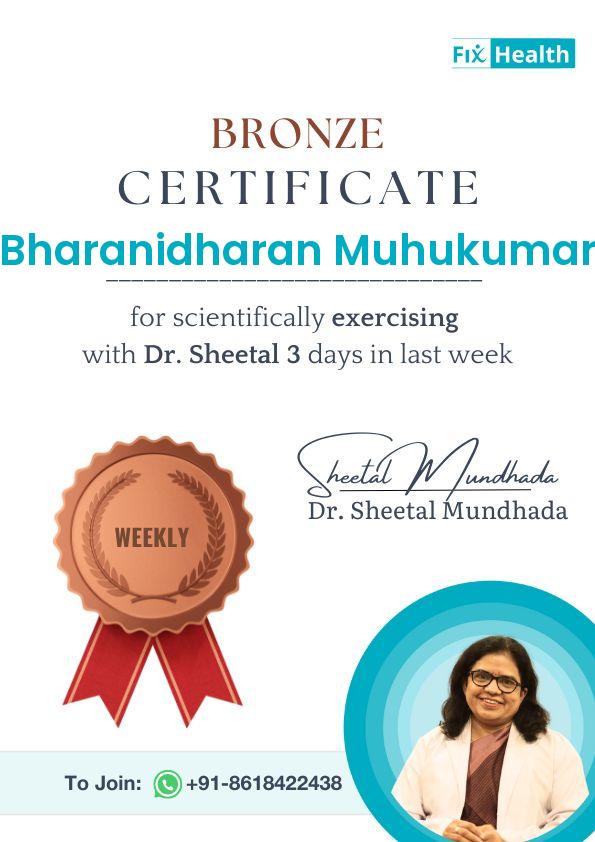 Fix Health
BRONZE
CERTIFICATE
Bharanidharan Muhukumar
for scientifically exercising
with Dr. Sheetal 3 days in last week
Sheetal Mundhada
Dr. Sheetal Mundhada
WEEKLY
To Join: +91-8618422438